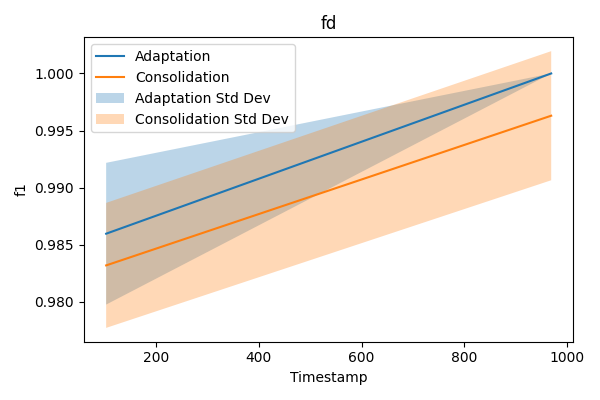 fd
Adaptation
Consolidation
Adaptation Std Dev
Consolidation Std Dev
1.000
0.995
0.990
0.985
0.980
f1
200 400 600 800 1000
Timestamp